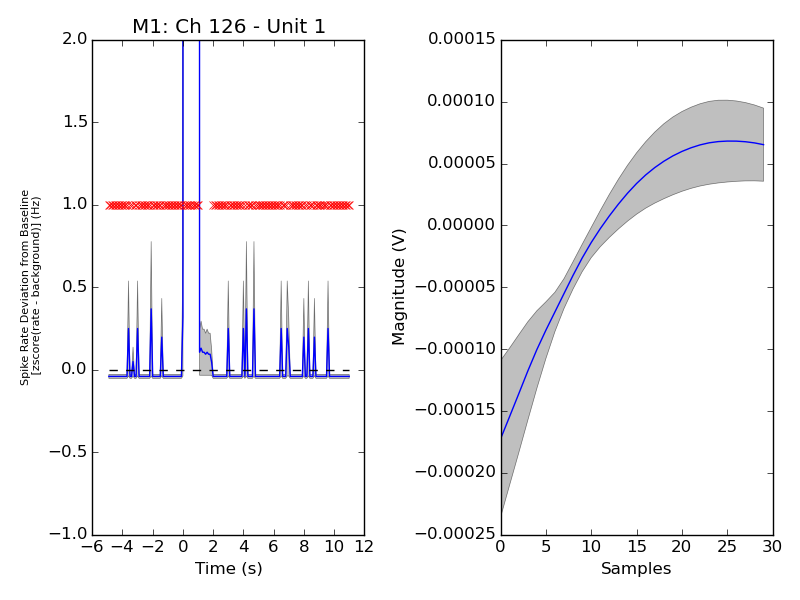 M1: Ch 126 - Unit 1
2.0
1.5
1.0
0.5
0.0
−0.5
−1.0
−6 −4 −2 0 2 4 6 8 10 12
Time (s)
Spike Rate Deviation from Baseline
[zscore(rate - background)] (Hz)
0.00015
0.00010
0.00005
0.00000
−0.00005
−0.00010
−0.00015
−0.00020
−0.00025
0 5 10 15 20 25 30
Samples
Magnitude (V)